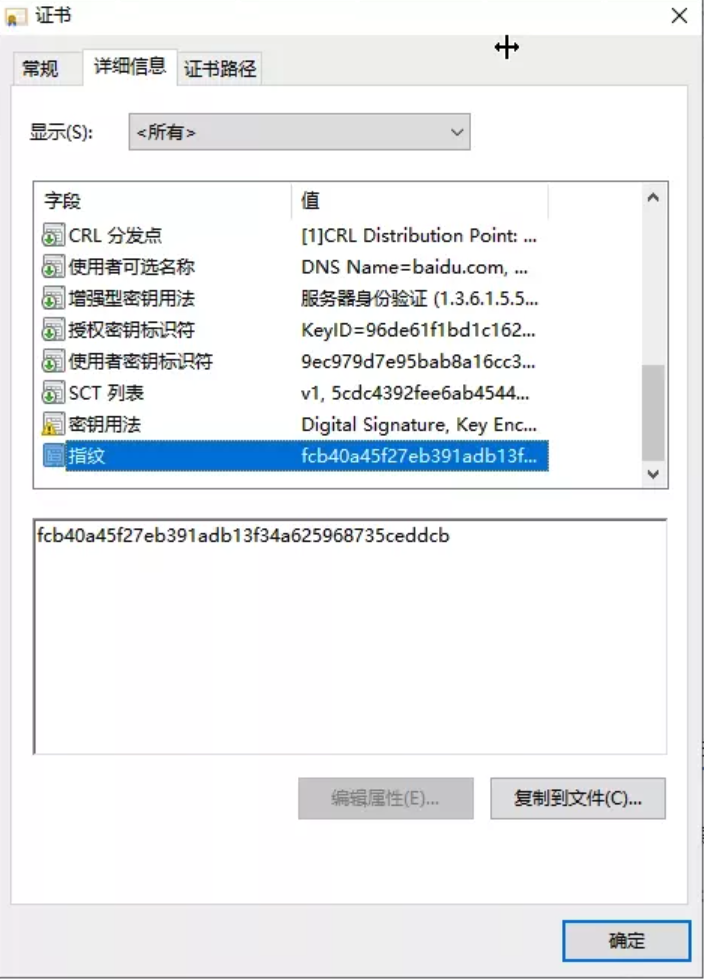 证书
常规 详细信息 证书路径
显示(S): <所有>
字段 值
CRL 分发点 [1]CRL Distribution Point: ...
使用者可选名称 DNS Name=baidu.com, ...
增强型密钥用法 服务器身份验证 (1.3.6.1.5.5...
授权密钥标识符 KeyID=96de61f1bd1c162...
使用者密钥标识符 9ec979d7e95bab8a16cc3...
SCT 列表 v1, 5cdc4392fee6ab4544...
密钥用法 Digital Signature, Key Enc...
指纹 fcb40a45f27eb391adb13f...
fcb40a45f27eb391adb13f34a625968735ceddcb
编辑属性(E)... 复制到文件(C)...
确定